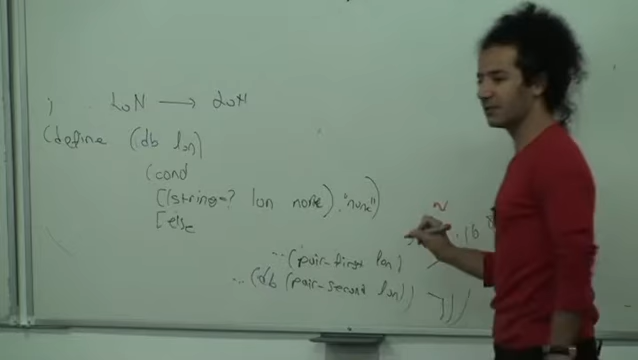 ; LoN → LoN
(define (db lon)
(cond
[(string=? lon none) "none")
[else
... (pair-first lon)
... (db (pair-second lon))